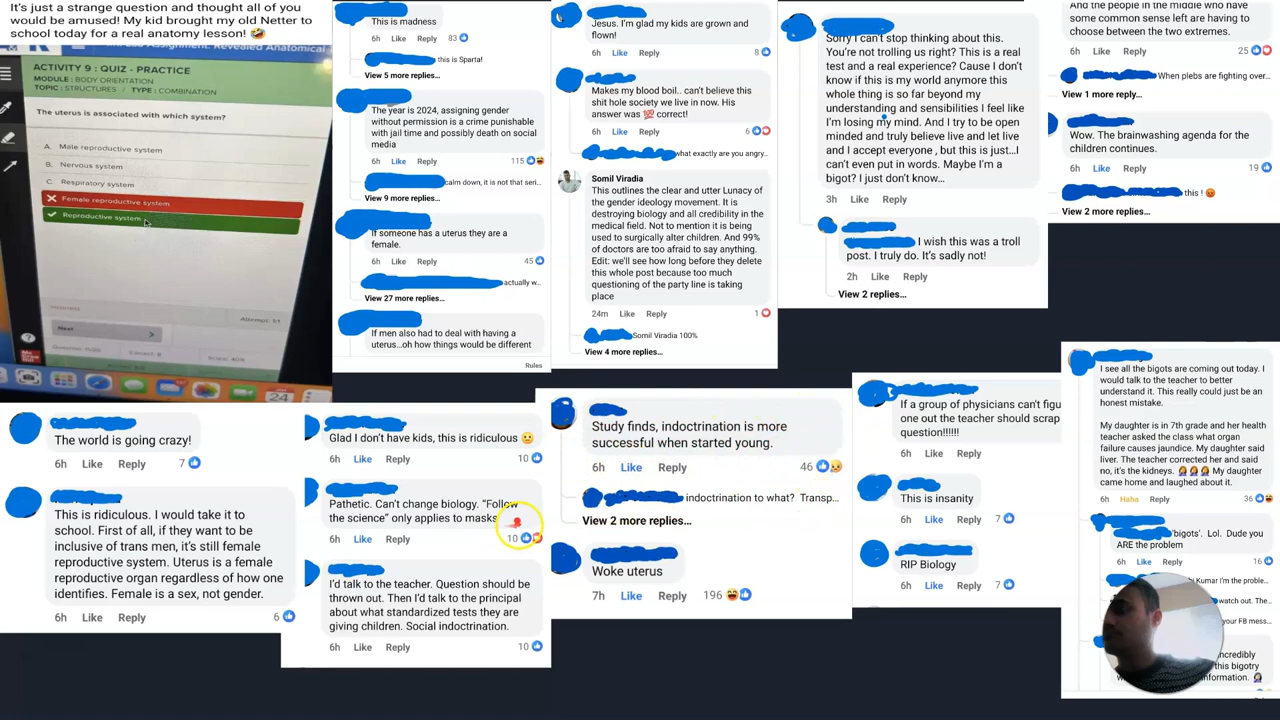 It's just a strange question and thought all of you
be amused! My kid brought my old Netter to
school today for a real anatomy lesson! 🤣
Assignment. Revealed Anatomical
ACTIVITY 9 : QUIZ - PRACTICE
MODULE : BODY ORIENTATION
TOPIC : STRUCTURES / TYPE : COMBINATION
The uterus is associated with which system?
A. Male reproductive system
B. Nervous system
C. Respiratory system
Female reproductive system
Reproductive system
Next
24
This is madness
6h Like Reply 83
this is Sparta!
View 5 more replies...
The year is 2024, assigning gender
without permission is a crime punishable
with jail time and possibly death on social
media
6h Like Reply 115
calm down, it is not that seri...
View 9 more replies...
If someone has a uterus they are a
female.
6h Like Reply 45
actually w...
View 27 more replies...
If men also had to deal with having a
uterus...oh how things would be different
Rules
Jesus. I'm glad my kids are grown and
flown!
6h Like Reply 8
Makes my blood boil.. can't believe this
shit hole society we live in now. His
answer was 💯 correct!
6h Like Reply 6
what exactly are you angry...
Somil Viradia
This outlines the clear and utter Lunacy of
the gender ideology movement. It is
destroying biology and all credibility in the
medical field. Not to mention it is being
used to surgically alter children. And 99%
of doctors are too afraid to say anything.
Edit: we'll see how long before they delete
this whole post because too much
questioning of the party line is taking
place
24m Like Reply 1
Somil Viradia 100%
View 4 more replies...
Sorry I can't stop thinking about this.
You're not trolling us right? This is a real
test and a real experience? Cause I don't
know if this is my world anymore this
whole thing is so far beyond my
understanding and sensibilities I feel like
I'm losing my mind. And I try to be open
minded and truly believe live and let live
and I accept everyone , but this is just...I
can't even put in words. Maybe I'm a
bigot? I just don't know...
3h Like Reply
I wish this was a troll
post. I truly do. It's sadly not!
2h Like Reply
View 2 replies...
And the people in the middle who have
some common sense left are having to
choose between the two extremes.
6h Like Reply 25
When plebs are fighting over...
View 1 more reply...
Wow. The brainwashing agenda for the
children continues.
6h Like Reply 19
this ! 😡
View 2 more replies...
The world is going crazy!
6h Like Reply 7
This is ridiculous. I would take it to
school. First of all, if they want to be
inclusive of trans men, it's still female
reproductive system. Uterus is a female
reproductive organ regardless of how one
identifies. Female is a sex, not gender.
6h Like Reply 6
Glad I don't have kids, this is ridiculous 🙁
6h Like Reply 10
Pathetic. Can't change biology. "Follow
the science" only applies to masks
6h Like Reply 10
I'd talk to the teacher. Question should be
thrown out. Then I'd talk to the principal
about what standardized tests they are
giving children. Social indoctrination.
6h Like Reply 10
Study finds, indoctrination is more
successful when started young.
6h Like Reply 46
indoctrination to what? Transp...
View 2 more replies...
Woke uterus
7h Like Reply 196
If a group of physicians can't figu
one out the teacher should scrap
question!!!!!!
6h Like Reply
This is insanity
6h Like Reply 7
RIP Biology
6h Like Reply 7
I see all the bigots are coming out today. I
would talk to the teacher to better
understand it. This really could just be an
honest mistake.
My daughter is in 7th grade and her health
teacher asked the class what organ
failure causes jaundice. My daughter said
liver. The teacher corrected her and said
no, it's the kidneys. 🤦‍♀️ 🤦‍♀️ 🤦‍♀️ My daughter
came home and laughed about it.
6h Haha Reply 36
'bigots'. Lol. Dude you
ARE the problem
6h Like Reply 16
Kumar I'm the proble...
watch out. The...
your FB mess...
incredibly
this bigotry